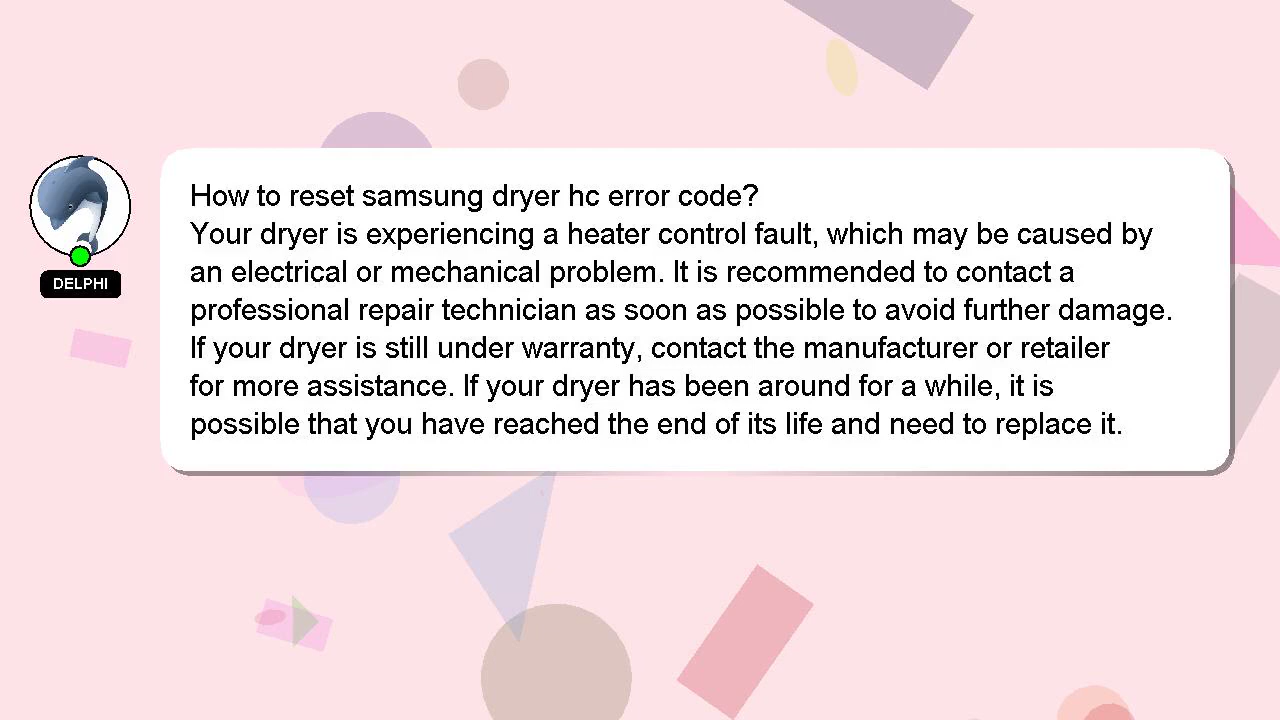 How to reset samsung dryer hc error code?
Your dryer is experiencing a heater control fault, which may be caused by
an electrical or mechanical problem. It is recommended to contact a
professional repair technician as soon as possible to avoid further damage.
If your dryer is still under warranty, contact the manufacturer or retailer
for more assistance. If your dryer has been around for a while, it is
possible that you have reached the end of its life and need to replace it.
DELPHI